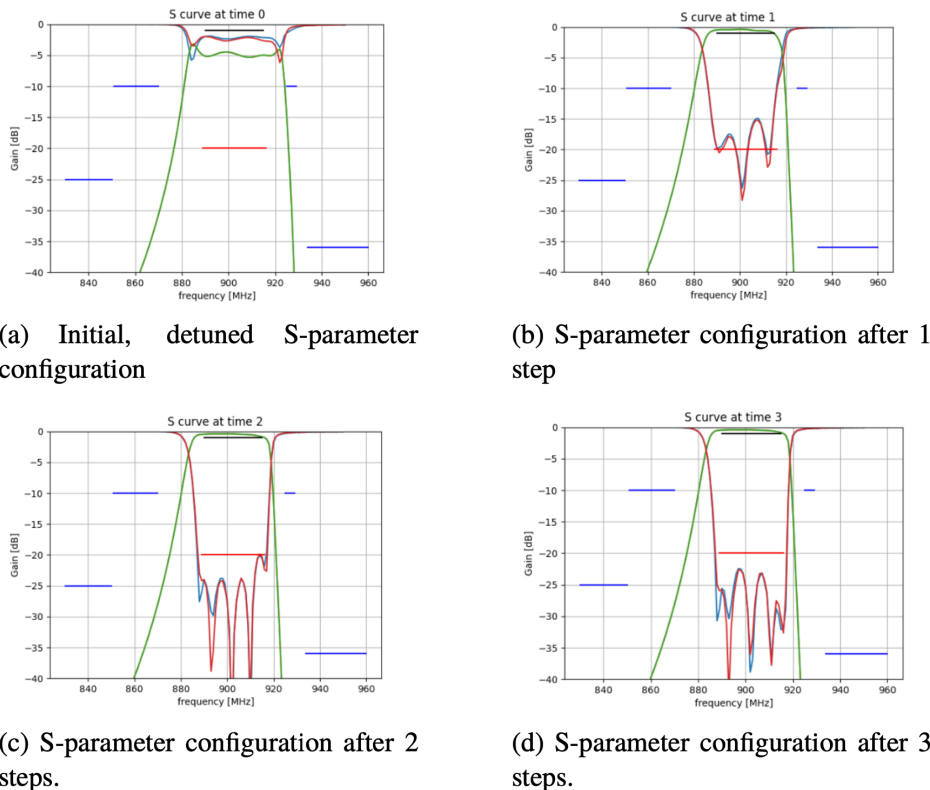 S curve at time 0
0
−5
−10
−15
−20
−25
−30
−35
−40
Gain [dB]
840 860 880 900 920 940 960
frequency [MHz]
(a) Initial, detuned S-parameter
configuration
S curve at time 1
0
−5
−10
−15
−20
−25
−30
−35
−40
Gain [dB]
840 860 880 900 920 940 960
frequency [MHz]
(b) S-parameter configuration after 1
step
S curve at time 2
0
−5
−10
−15
−20
−25
−30
−35
−40
Gain [dB]
840 860 880 900 920 940 960
frequency [MHz]
(c) S-parameter configuration after 2
steps.
S curve at time 3
0
−5
−10
−15
−20
−25
−30
−35
−40
Gain [dB]
840 860 880 900 920 940 960
frequency [MHz]
(d) S-parameter configuration after 3
steps.